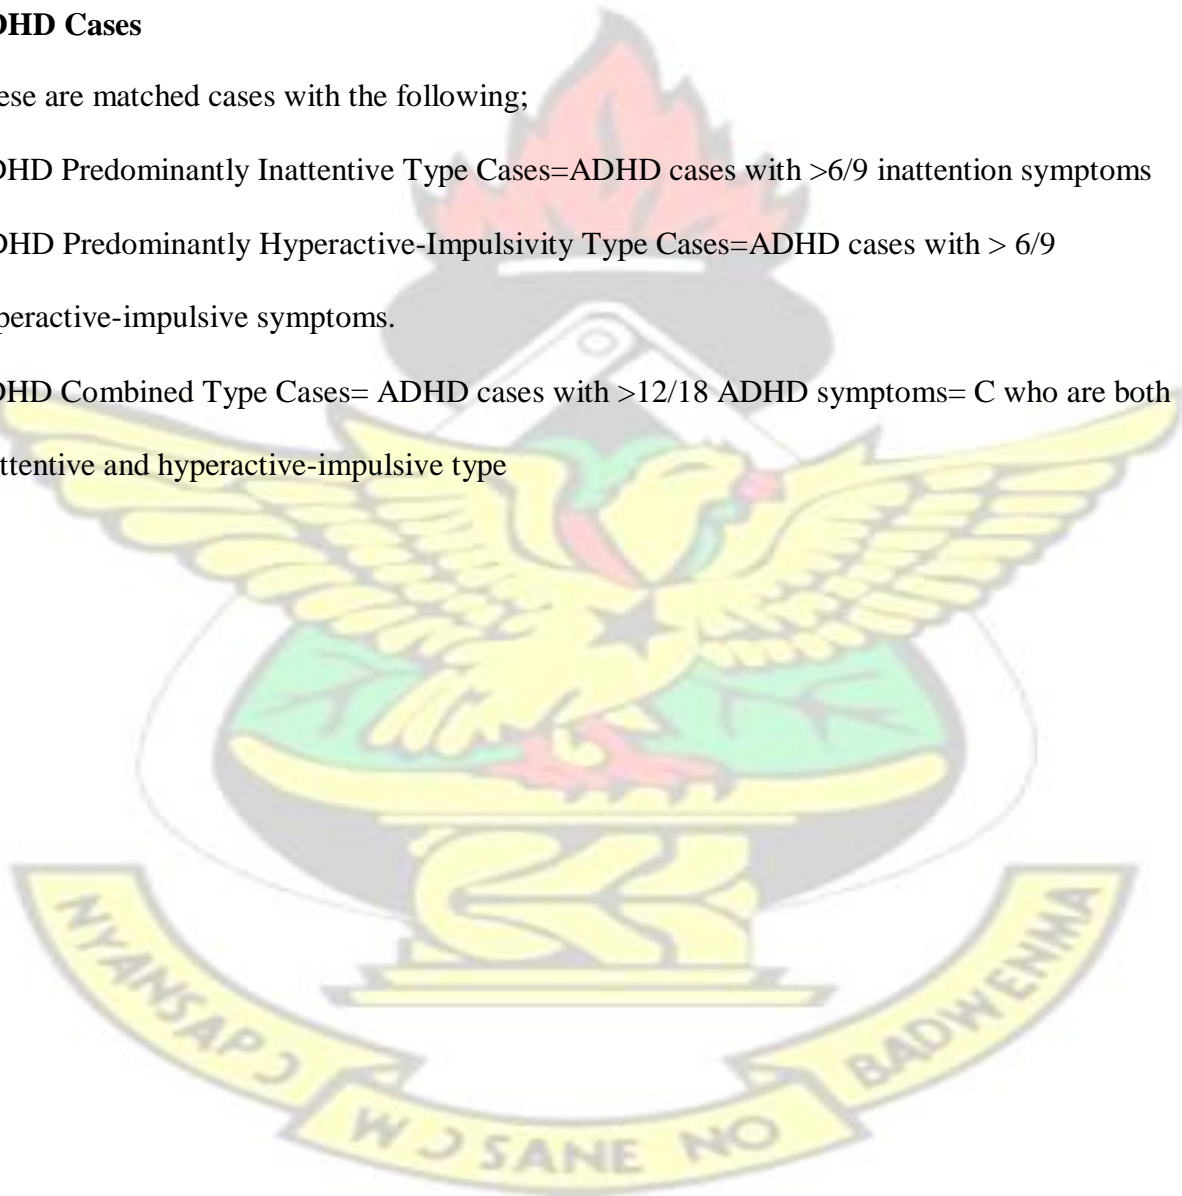 DHD Cases
ese are matched cases with the following;
DHD Predominantly Inattentive Type Cases=ADHD cases with >6/9 inattention symptoms
DHD Predominantly Hyperactive-Impulsivity Type Cases=ADHD cases with > 6/9
peractive-impulsive symptoms.
DHD Combined Type Cases= ADHD cases with >12/18 ADHD symptoms= C who are both
ttentive and hyperactive-impulsive type
NYANSAPƆ
WƆSANE NO
BADWENMA